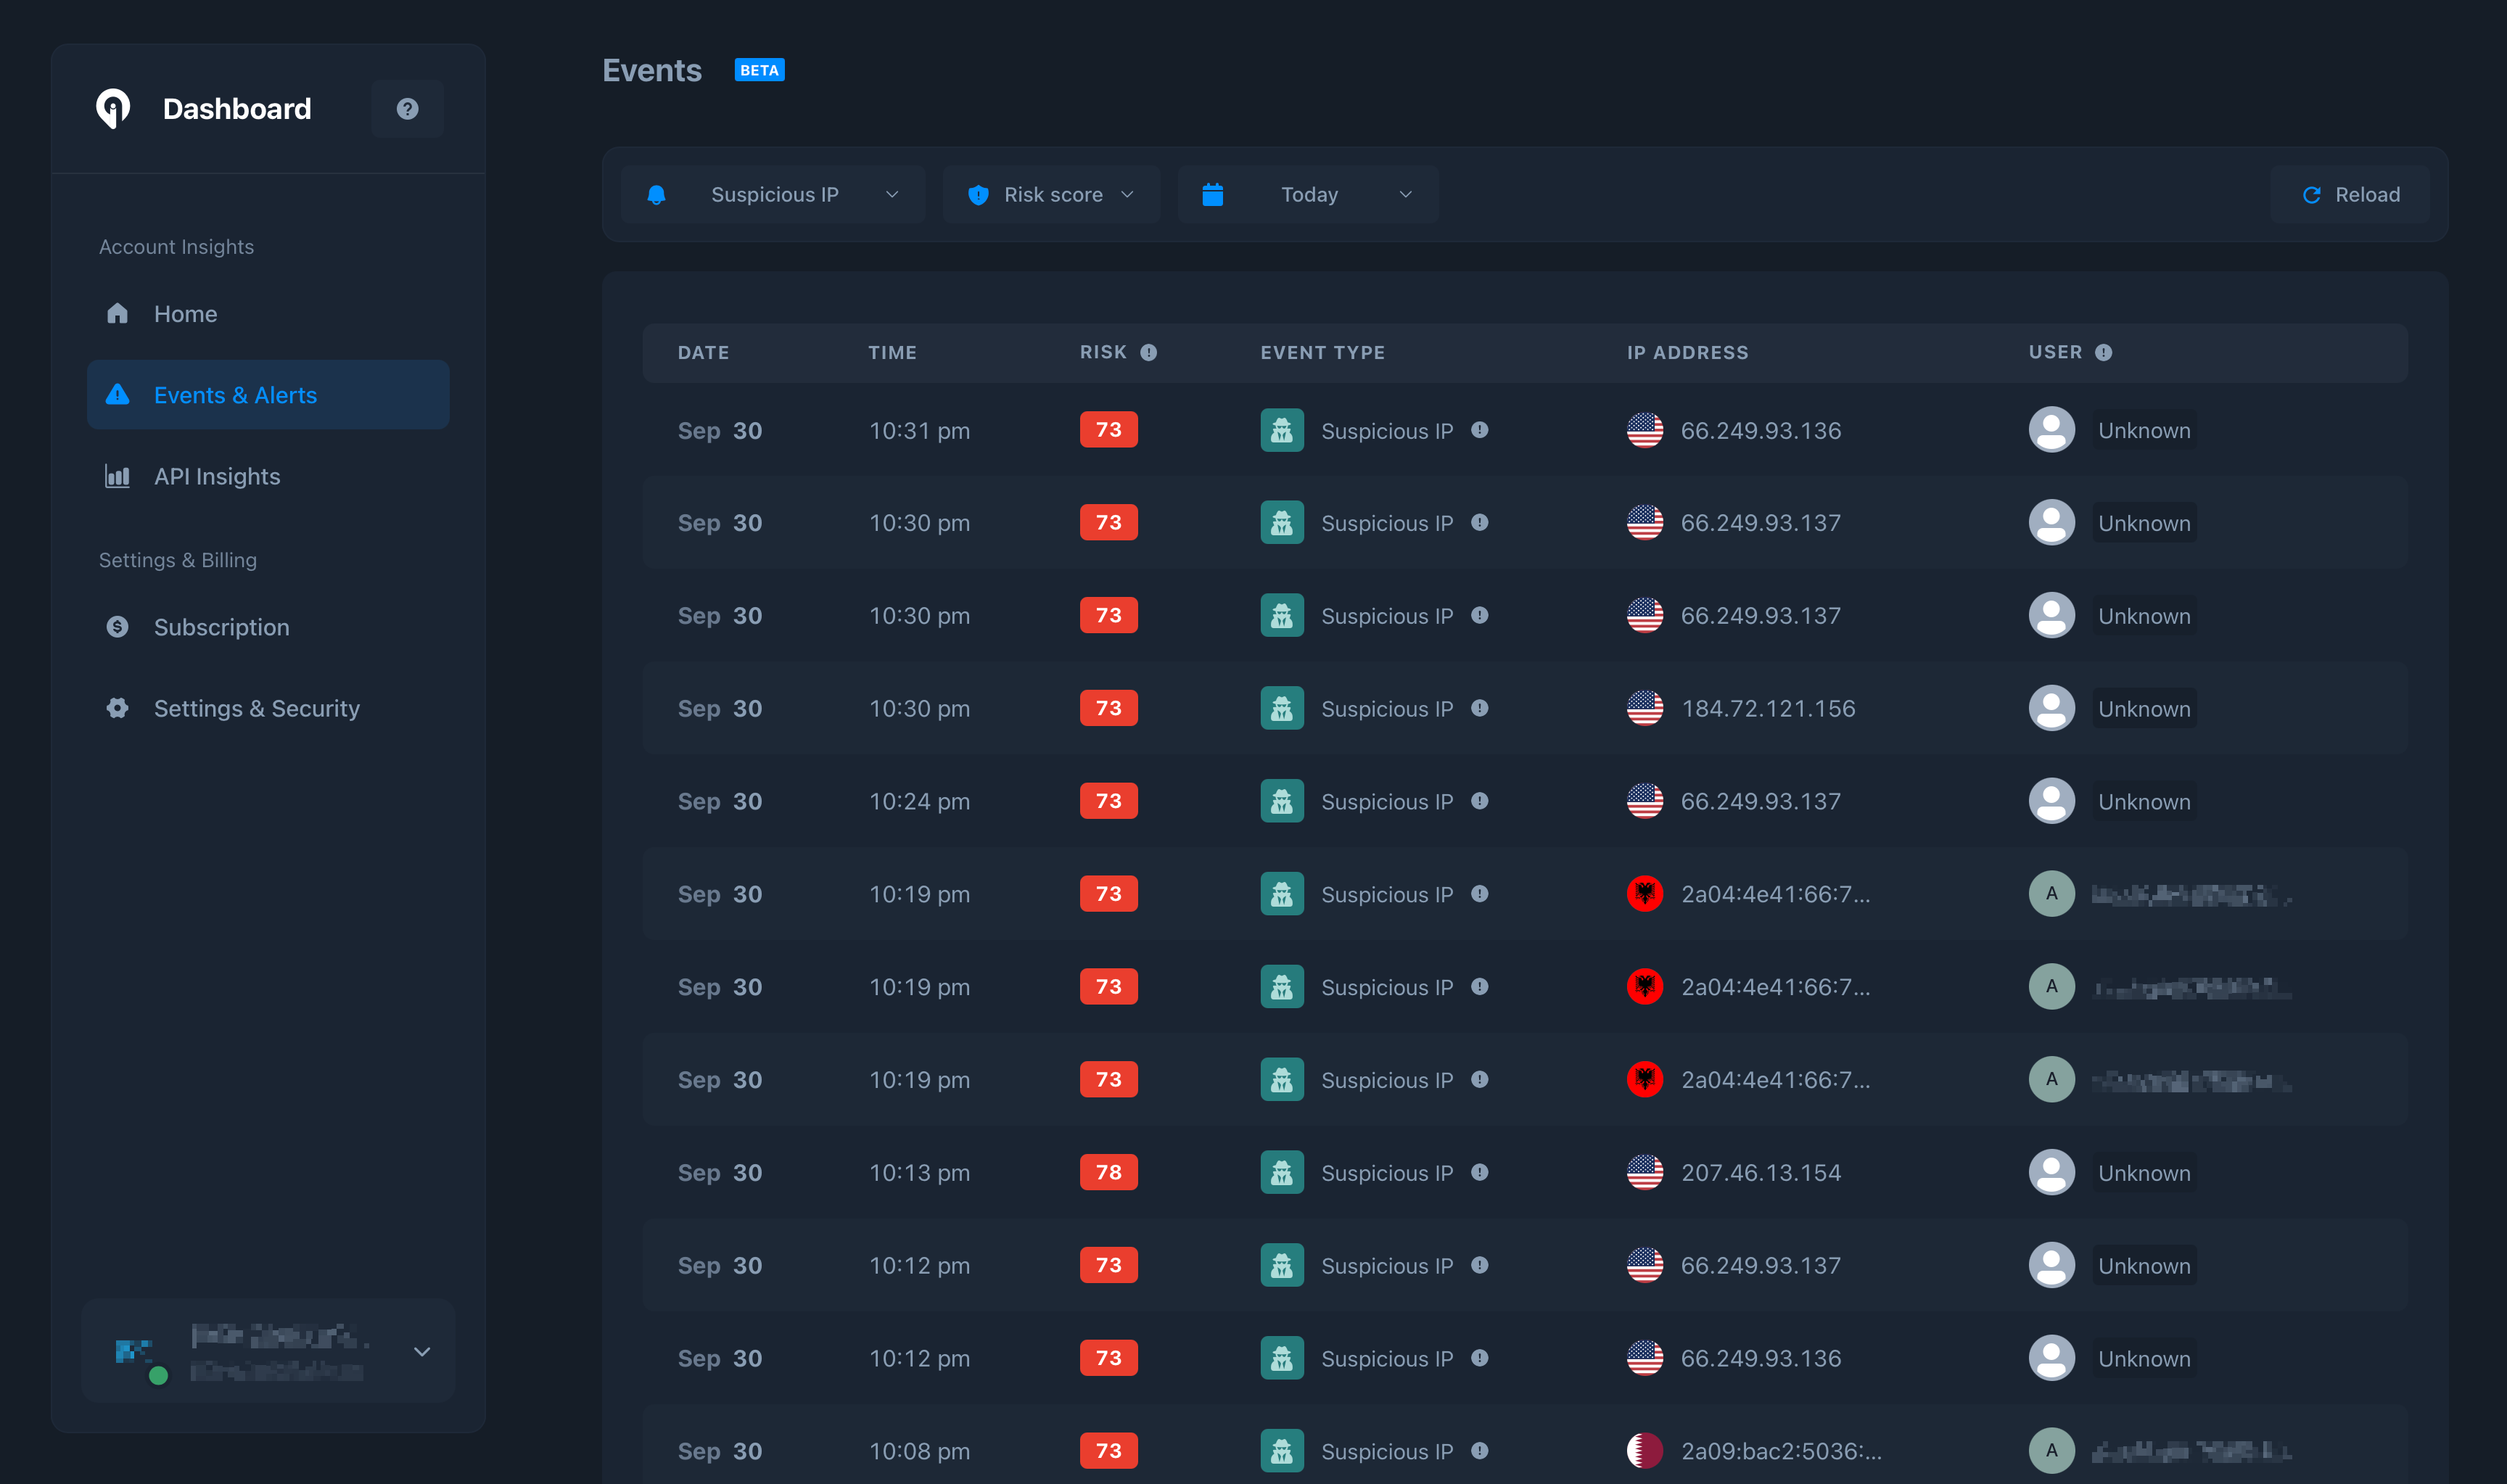 Dashboard
Account Insights
Home
Events & Alerts
API Insights
Settings & Billing
Subscription
Settings & Security
Events BETA
Suspicious IP Risk score Today Reload
DATE TIME RISK EVENT TYPE IP ADDRESS USER
Sep 30 10:31 pm 73 Suspicious IP 66.249.93.136 Unknown
Sep 30 10:30 pm 73 Suspicious IP 66.249.93.137 Unknown
Sep 30 10:30 pm 73 Suspicious IP 66.249.93.137 Unknown
Sep 30 10:30 pm 73 Suspicious IP 184.72.121.156 Unknown
Sep 30 10:24 pm 73 Suspicious IP 66.249.93.137 Unknown
Sep 30 10:19 pm 73 Suspicious IP 2a04:4e41:66:7... A
Sep 30 10:19 pm 73 Suspicious IP 2a04:4e41:66:7... A
Sep 30 10:19 pm 73 Suspicious IP 2a04:4e41:66:7... A
Sep 30 10:13 pm 78 Suspicious IP 207.46.13.154 Unknown
Sep 30 10:12 pm 73 Suspicious IP 66.249.93.137 Unknown
Sep 30 10:12 pm 73 Suspicious IP 66.249.93.136 Unknown
Sep 30 10:08 pm 73 Suspicious IP 2a09:bac2:5036:... A